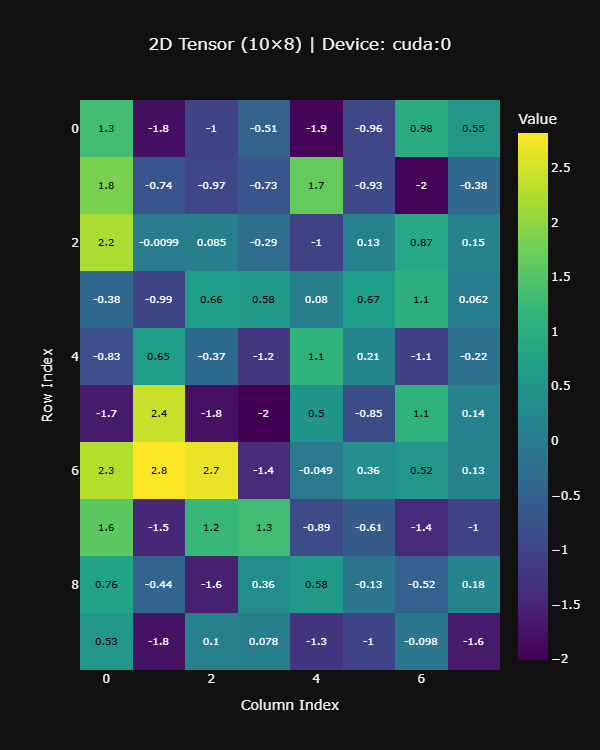 2D Tensor (10×8) | Device: cuda:0
Value
0 1.3 -1.8 -1 -0.51 -1.9 -0.96 0.98 0.55
1.8 -0.74 -0.97 -0.73 1.7 -0.93 -2 -0.38
2 2.2 -0.0099 0.085 -0.29 -1 0.13 0.87 0.15
-0.38 -0.99 0.66 0.58 0.08 0.67 1.1 0.062
4 -0.83 0.65 -0.37 -1.2 1.1 0.21 -1.1 -0.22
-1.7 2.4 -1.8 -2 0.5 -0.85 1.1 0.14
6 2.3 2.8 2.7 -1.4 -0.049 0.36 0.52 0.13
1.6 -1.5 1.2 1.3 -0.89 -0.61 -1.4 -1
8 0.76 -0.44 -1.6 0.36 0.58 -0.13 -0.52 0.18
0.53 -1.8 0.1 0.078 -1.3 -1 -0.098 -1.6
0 2 4 6
Column Index
Row Index
2.5
2
1.5
1
0.5
0
−0.5
−1
−1.5
−2